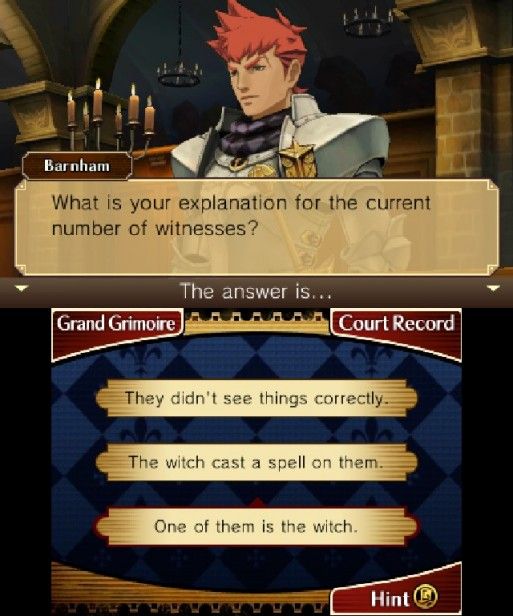 Barnham
What is your explanation for the current
number of witnesses?
The answer is...
Grand Grimoire
Court Record
They didn't see things correctly.
The witch cast a spell on them.
One of them is the witch.
Hint